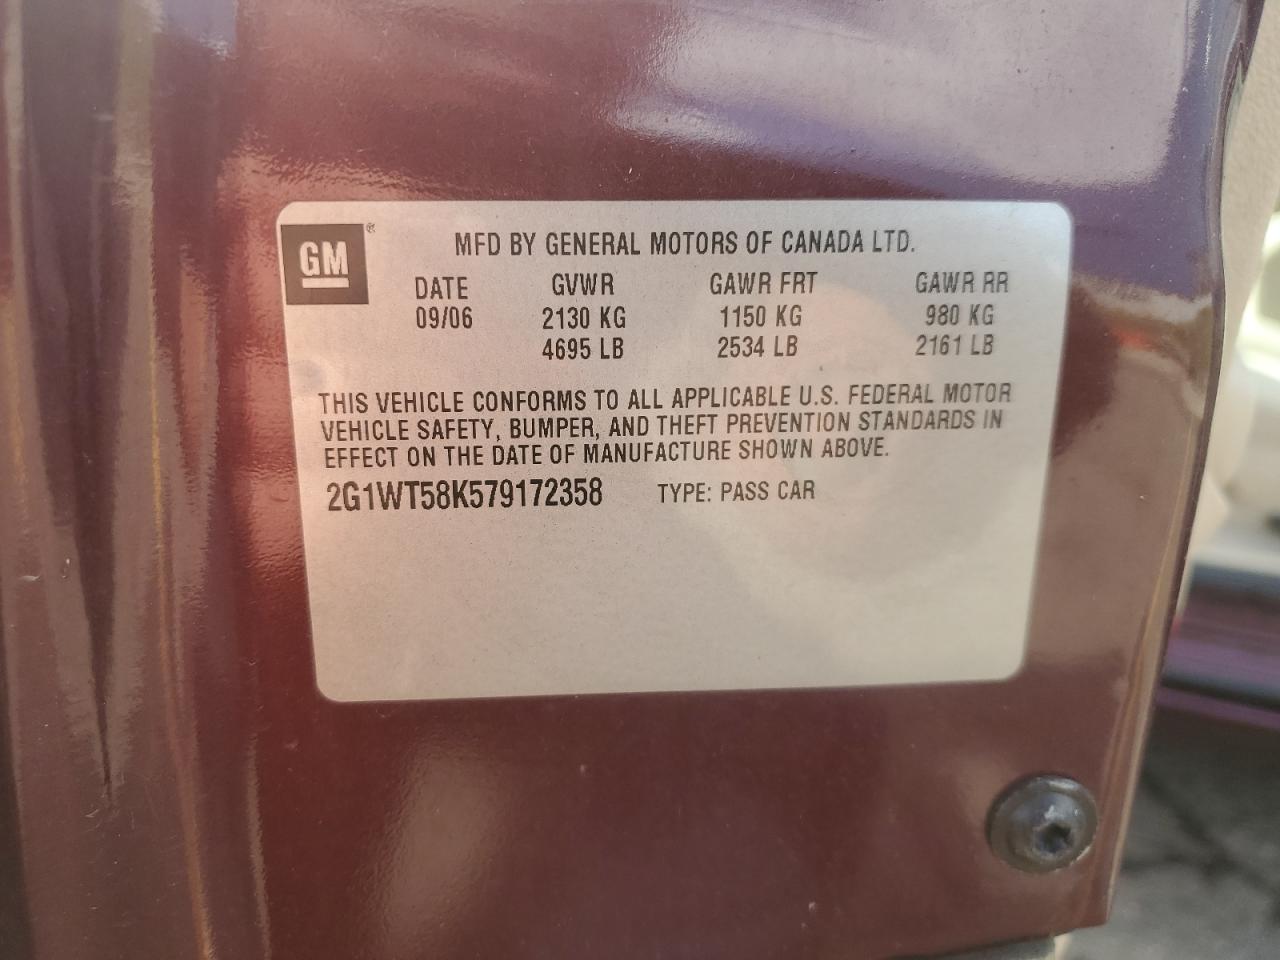 GM®
MFD BY GENERAL MOTORS OF CANADA LTD.
DATE GVWR GAWR FRT GAWR RR
09/06 2130 KG 1150 KG 980 KG
4695 LB 2534 LB 2161 LB
THIS VEHICLE CONFORMS TO ALL APPLICABLE U.S. FEDERAL MOTOR
VEHICLE SAFETY, BUMPER, AND THEFT PREVENTION STANDARDS IN
EFFECT ON THE DATE OF MANUFACTURE SHOWN ABOVE.
2G1WT58K579172358 TYPE: PASS CAR